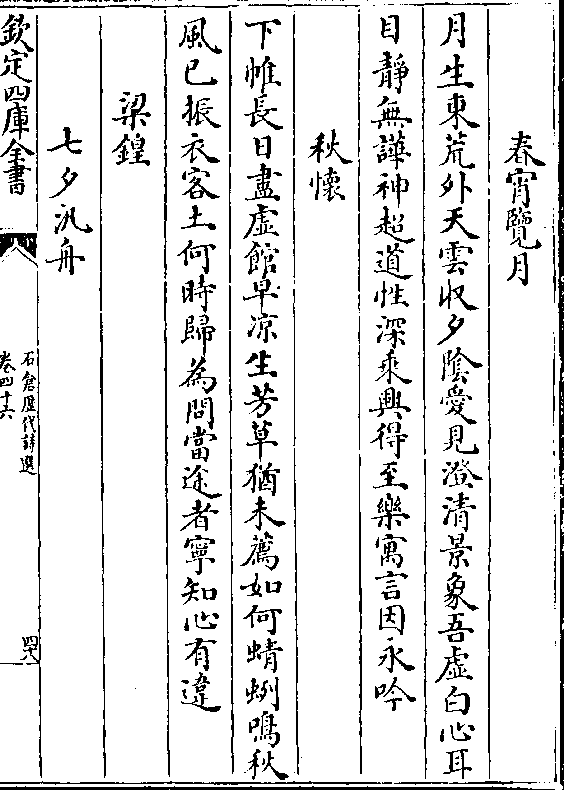 春宵覽月
月生東荒外天雲收夕陰愛見澄清景象吾虛白心耳
目靜無譁神超道性深乘興得至樂寓言因永吟
秋懷
下帷長日盡虛館早凉生芳草猶未薦如何蜻蛚鳴秋
風已振衣客土何時歸為問當途者寧知心有違
梁鍠
七夕汎舟
欽定四庫全書
石倉歴代詩選
卷四十六
四八